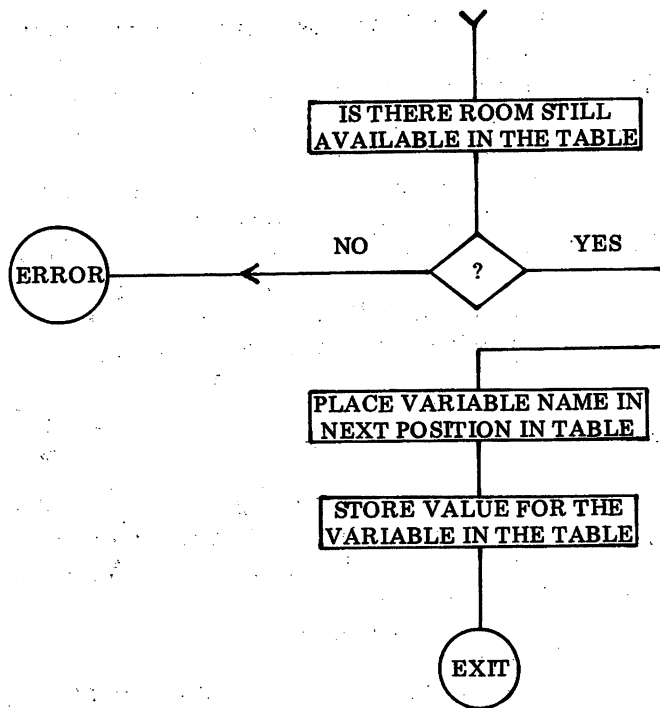 IS THERE ROOM STILL
AVAILABLE IN THE TABLE
NO
YES
ERROR
?
PLACE VARIABLE NAME IN
NEXT POSITION IN TABLE
STORE VALUE FOR THE
VARIABLE IN THE TABLE
EXIT